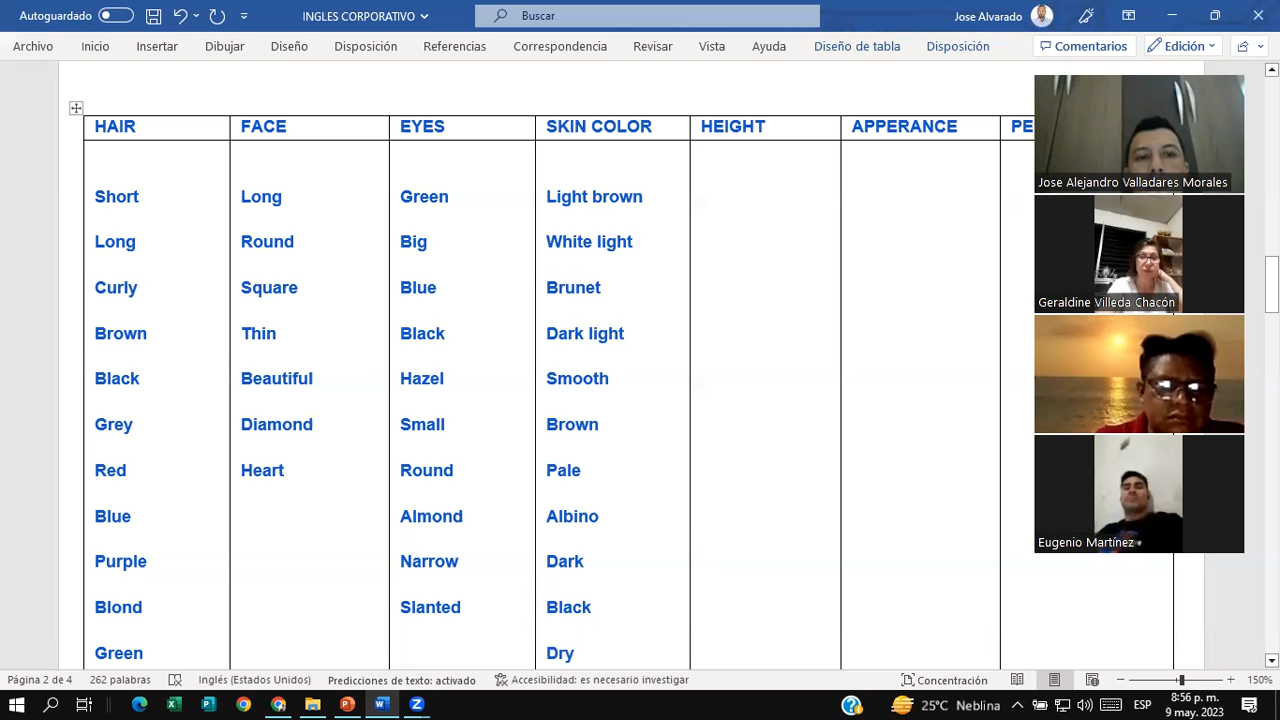 Autoguardado
INGLES CORPORATIVO
Buscar
Jose Alvarado
Archivo Inicio Insertar Dibujar Diseño Disposición Referencias Correspondencia Revisar Vista Ayuda Diseño de tabla Disposición Comentarios Edición
HAIR FACE EYES SKIN COLOR HEIGHT APPERANCE PE
Short Long Green Light brown
Long Round Big White light
Curly Square Blue Brunet
Brown Thin Black Dark light
Black Beautiful Hazel Smooth
Grey Diamond Small Brown
Red Heart Round Pale
Blue Almond Albino
Purple Narrow Dark
Blond Slanted Black
Green Dry
Jose Alejandro Valladares Morales
Geraldine Villeda Chacón
Eugenio Martínez
Página 2 de 4 262 palabras Inglés (Estados Unidos) Predicciones de texto: activado Accesibilidad: es necesario investigar Concentración 150%
25°C Neblina ESP 8:56 p. m.
9 may. 2023